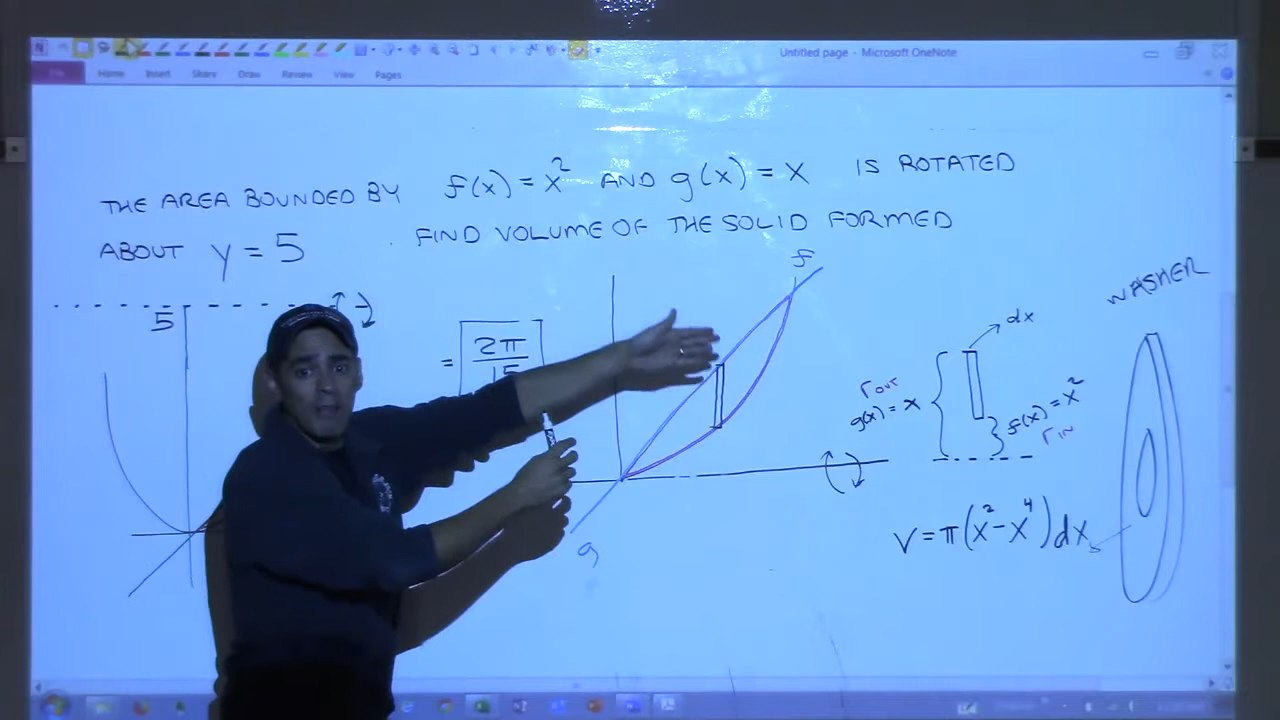 Untitled page - Microsoft OneNote
File Home Insert Share Draw Review View Pages
THE AREA BOUNDED BY f(x) = x² AND g(x) = x IS ROTATED
ABOUT y = 5 FIND VOLUME OF THE SOLID FORMED
f
WASHER
5
dx
= 2π/15
r OUT
g(x) = x
f(x) = x²
r IN
V = π(x² - x⁴)dx
g